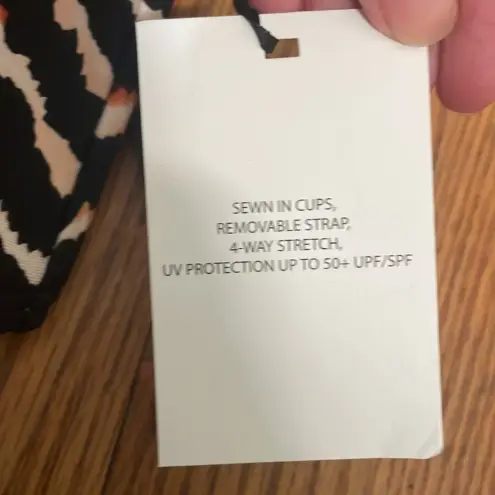 SEWN IN CUPS,
REMOVABLE STRAP,
4-WAY STRETCH,
UV PROTECTION UP TO 50+ UPF/SPF